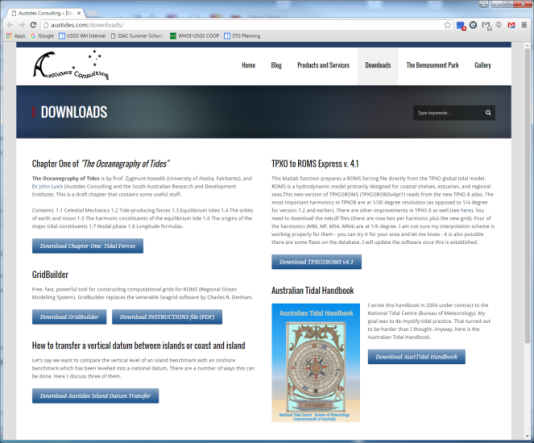 Austides Consulting » Do
austides.com/downloads/
Apps
Google
USGS WH Internal
ESAC Summer School
WHOI-USGS COOP
STG Planning
Austides Consulting
Home
Blog
Products and Services
Downloads
The Bemusement Park
Gallery
DOWNLOADS
Type Keywords...
Chapter One of "The Oceanography of Tides"
The Oceanography of Tides is by Prof. Zygmunt Kowalik (University of Alaska, Fairbanks), and
Dr John Luick (Austides Consulting and the South Australian Research and Development
Institute). This is a draft chapter that contains some useful stuff.
Contents: 1.1 Celestial Mechanics 1.2 Tide-producing forces 1.3 Equilibrium tides 1.4 The
orbits of earth and moon 1.5 The harmonic constituents of the equilibrium tide 1.6 The origins of the
major tidal constituents 1.7 Nodal phase 1.8 Longitude formulas.
Download Chapter One: Tidal Forces
GridBuilder
Free, fast, powerful tool for constructing computational grids for ROMS (Regional Ocean
Modelling System). GridBuilder replaces the venerable Seagrid software by Charles R. Denham.
Download GridBuilder
Download INSTRUCTIONS file (PDF)
How to transfer a vertical datum between islands or coast and island
Let's say we want to compare the vertical level of an island benchmark with an onshore
benchmark which has been levelled into a national datum. There are a number of ways this can
be done. Here I discuss three of them.
Download Austides Island Datum Transfer
TPXO to ROMS Express v. 4.1
This Matlab function prepares a ROMS forcing file directly from the TPXO global tidal model.
ROMS is a hydrodynamic model primarily designed for coastal shelves, estuaries, and regional
seas.This new version of TPXO2ROMS (TPXO2ROMSv4pt1) reads from the new TPXO 8 atlas. The
most important harmonics in TPXO8 are at 1/30 degree resolution (as opposed to 1/4 degree
for version 7.2 and earlier). There are other improvements in TPXO 8 as well (see here). You
need to download the netcdf files (there are now two per harmonic plus the new grid). Four of
the harmonics (MM, MF, MS4, MN4) are at 1/6 degree. I am not sure my interpolation scheme is
working properly for them - you can try it for your area and let me know - it is also possible
there are flaws on the database. I will update the software once this is established.
Download TPXO2ROMS v4.1
Australian Tidal Handbook
Australian Tidal Handbook
National Tidal Centre
Bureau of Meteorology
Commonwealth of Australia
I wrote this handbook in 2004 under contract to the
National Tidal Centre (Bureau of Meteorology). My
goal was to de-mystify tidal practice. That turned out
to be harder than I thought. Anyway, here is the
Australian Tidal Handbook.
Download AustTidal Handbook